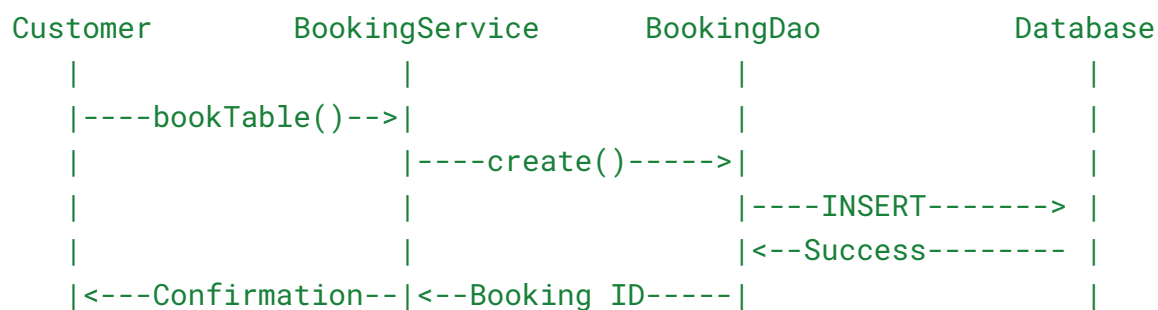 Customer        BookingService      BookingDao           Database
   |                  |                  |                   |
   |----bookTable()-->|                  |                   |
   |                  |----create()----->|                   |
   |                  |                  |----INSERT-------> |
   |                  |                  |<--Success-------- |
   |<---Confirmation--|<--Booking ID-----|                   |